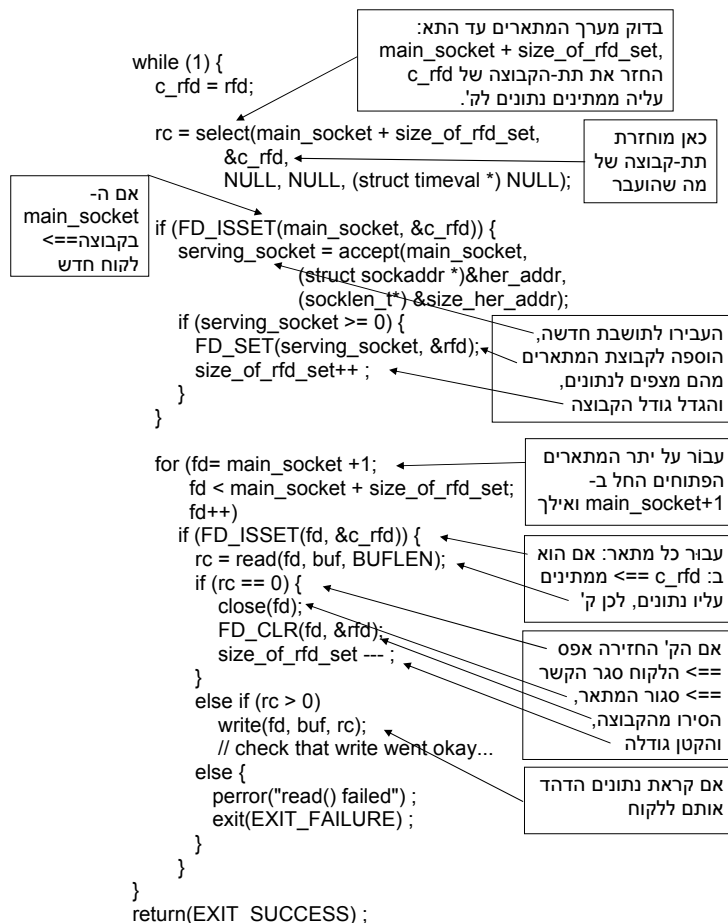 בדוק מערך המתארים עד התא:
main_socket + size_of_rfd_set,
החזר את תת-הקבוצה של c_rfd
עליה ממתינים נתונים לק'.
while (1) {
c_rfd = rfd;
rc = select(main_socket + size_of_rfd_set,
&c_rfd,
NULL, NULL, (struct timeval *) NULL);
כאן מוחזרת
תת-קבוצה של
מה שהועבר
אם ה-
main_socket
בקבוצה==>
לקוח חדש
if (FD_ISSET(main_socket, &c_rfd)) {
serving_socket = accept(main_socket,
(struct sockaddr *)&her_addr,
(socklen_t*) &size_her_addr);
if (serving_socket >= 0) {
FD_SET(serving_socket, &rfd);
size_of_rfd_set++ ;
}
}
העבירו לתושבת חדשה,
הוספה לקבוצת המתארים
מהם מצפים לנתונים,
והגדל גודל הקבוצה
for (fd= main_socket +1;
fd < main_socket + size_of_rfd_set;
fd++)
עבוֹר על יתר המתארים
הפתוחים החל ב-
main_socket+1 ואילך
if (FD_ISSET(fd, &c_rfd)) {
rc = read(fd, buf, BUFLEN);
if (rc == 0) {
close(fd);
FD_CLR(fd, &rfd);
size_of_rfd_set --- ;
}
עבוּר כל מתאר: אם הוא
ב: c_rfd ==> ממתינים
עליו נתונים, לכן ק'
אם הק' החזירה אפס
==> הלקוח סגר הקשר
==> סגור המתאר,
הסירו מהקבוצה,
והקטן גודלה
else if (rc > 0)
write(fd, buf, rc);
// check that write went okay...
else {
perror("read() failed") ;
exit(EXIT_FAILURE) ;
}
}
}
אם קראת נתונים הדהד
אותם ללקוח
return(EXIT_SUCCESS) ;